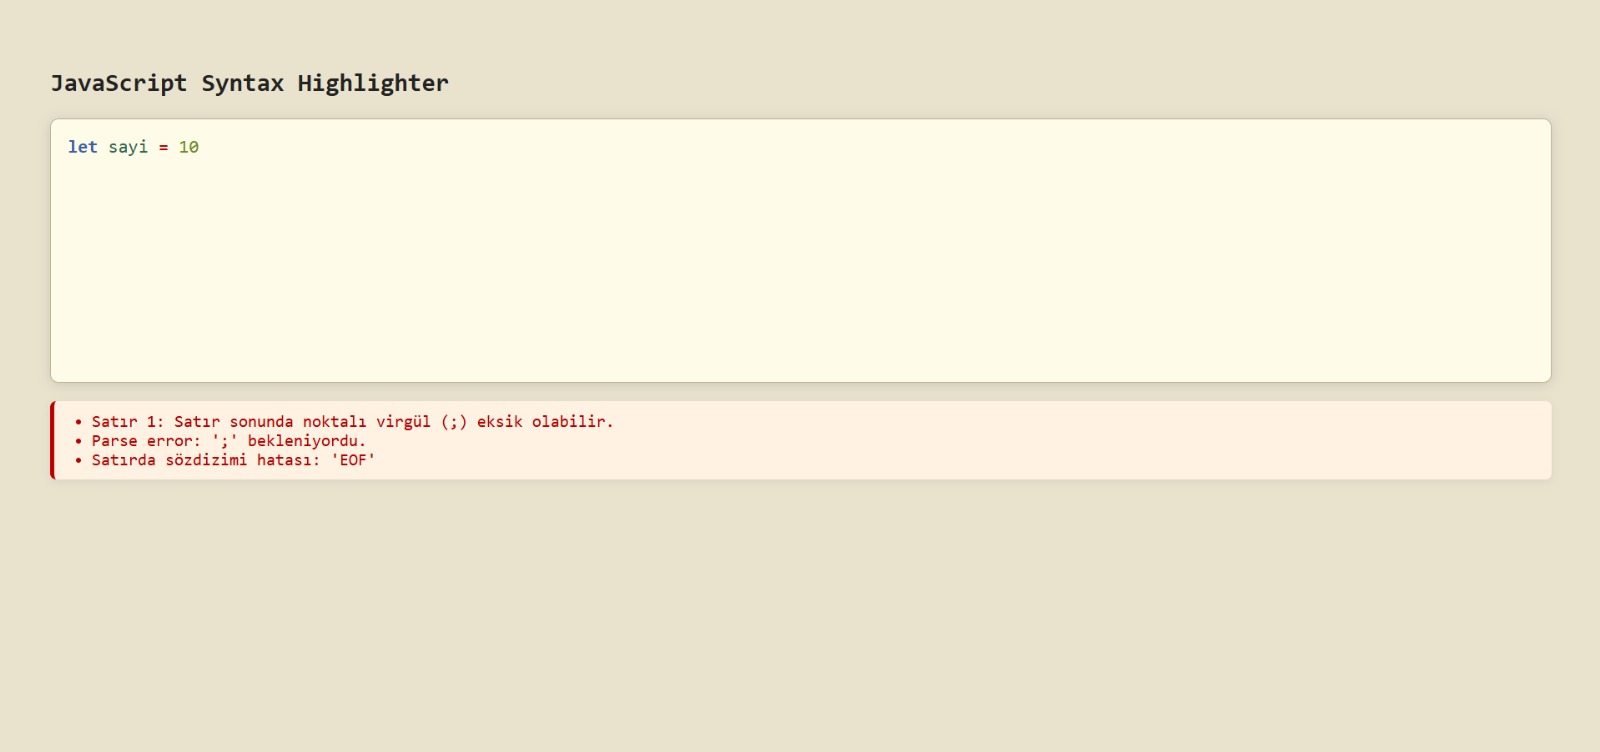 JavaScript Syntax Highlighter
let sayi = 10
• Satır 1: Satır sonunda noktalı virgül (;) eksik olabilir.
• Parse error: ';' bekleniyordu.
• Satırda sözdizimi hatası: 'EOF'